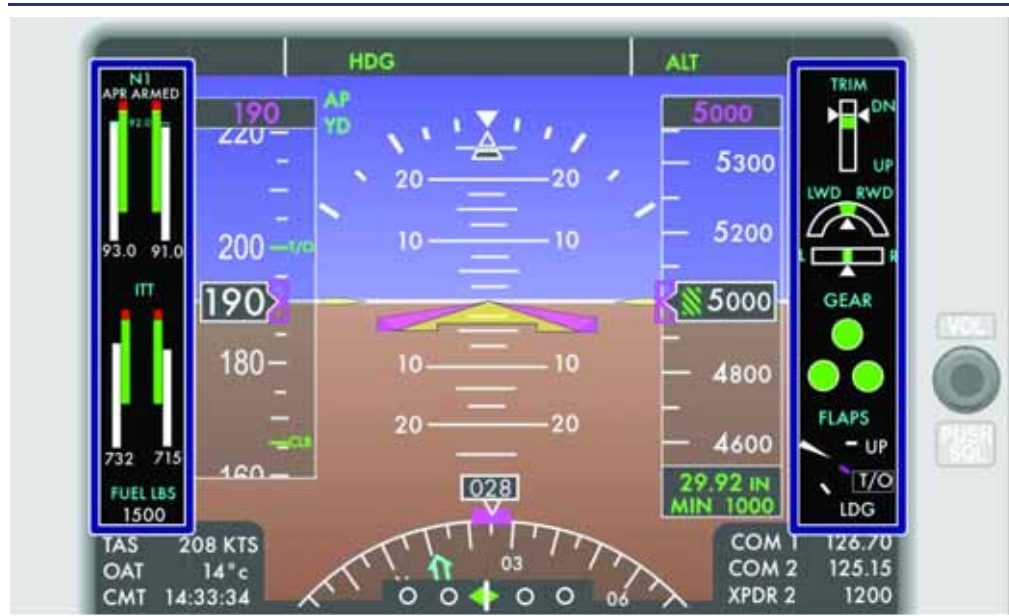 HDG
ALT
N1
APR ARMED
92.0
93.0 91.0
ITT
732 715
FUEL LBS
1500
190
AP
YD
220
200
T/O
190
180
CLB
160
20 20
10 10
10 10
20 20
5000
5300
5200
5000
4800
4600
29.92 IN
MIN 1000
TRIM
DN
UP
LWD RWD
L R
GEAR
FLAPS
UP
T/O
LDG
VOL
PUSH
SQL
028
03
06
TAS 208 KTS
OAT 14°c
CMT 14:33:34
COM 1 126.70
COM 2 125.15
XPDR 2 1200